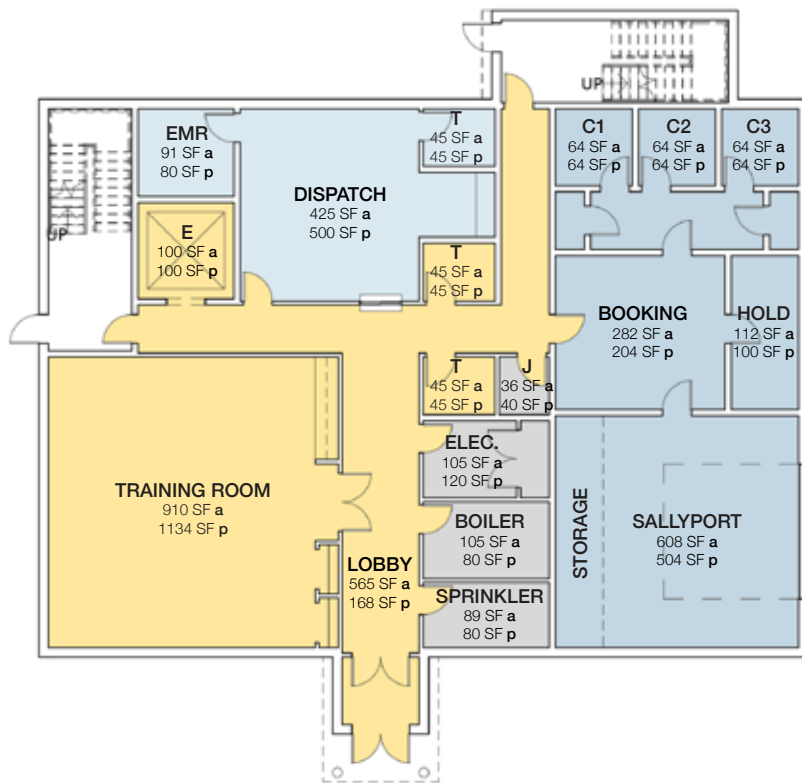 UP
EMR
91 SF a
80 SF p
T
45 SF a
45 SF p
C1
64 SF a
64 SF p
C2
64 SF a
64 SF p
C3
64 SF a
64 SF p
DISPATCH
425 SF a
500 SF p
UP
E
100 SF a
100 SF p
T
45 SF a
45 SF p
BOOKING
282 SF a
204 SF p
HOLD
112 SF a
100 SF p
T
45 SF a
45 SF p
J
36 SF a
40 SF p
ELEC.
105 SF a
120 SF p
TRAINING ROOM
910 SF a
1134 SF p
BOILER
105 SF a
80 SF p
STORAGE
SALLYPORT
608 SF a
504 SF p
LOBBY
565 SF a
168 SF p
SPRINKLER
89 SF a
80 SF p